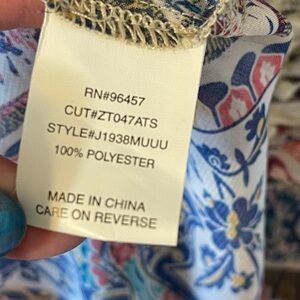 RN#96457
CUT#ZT047ATS
STYLE#J1938MUUU
100% POLYESTER
MADE IN CHINA
CARE ON REVERSE